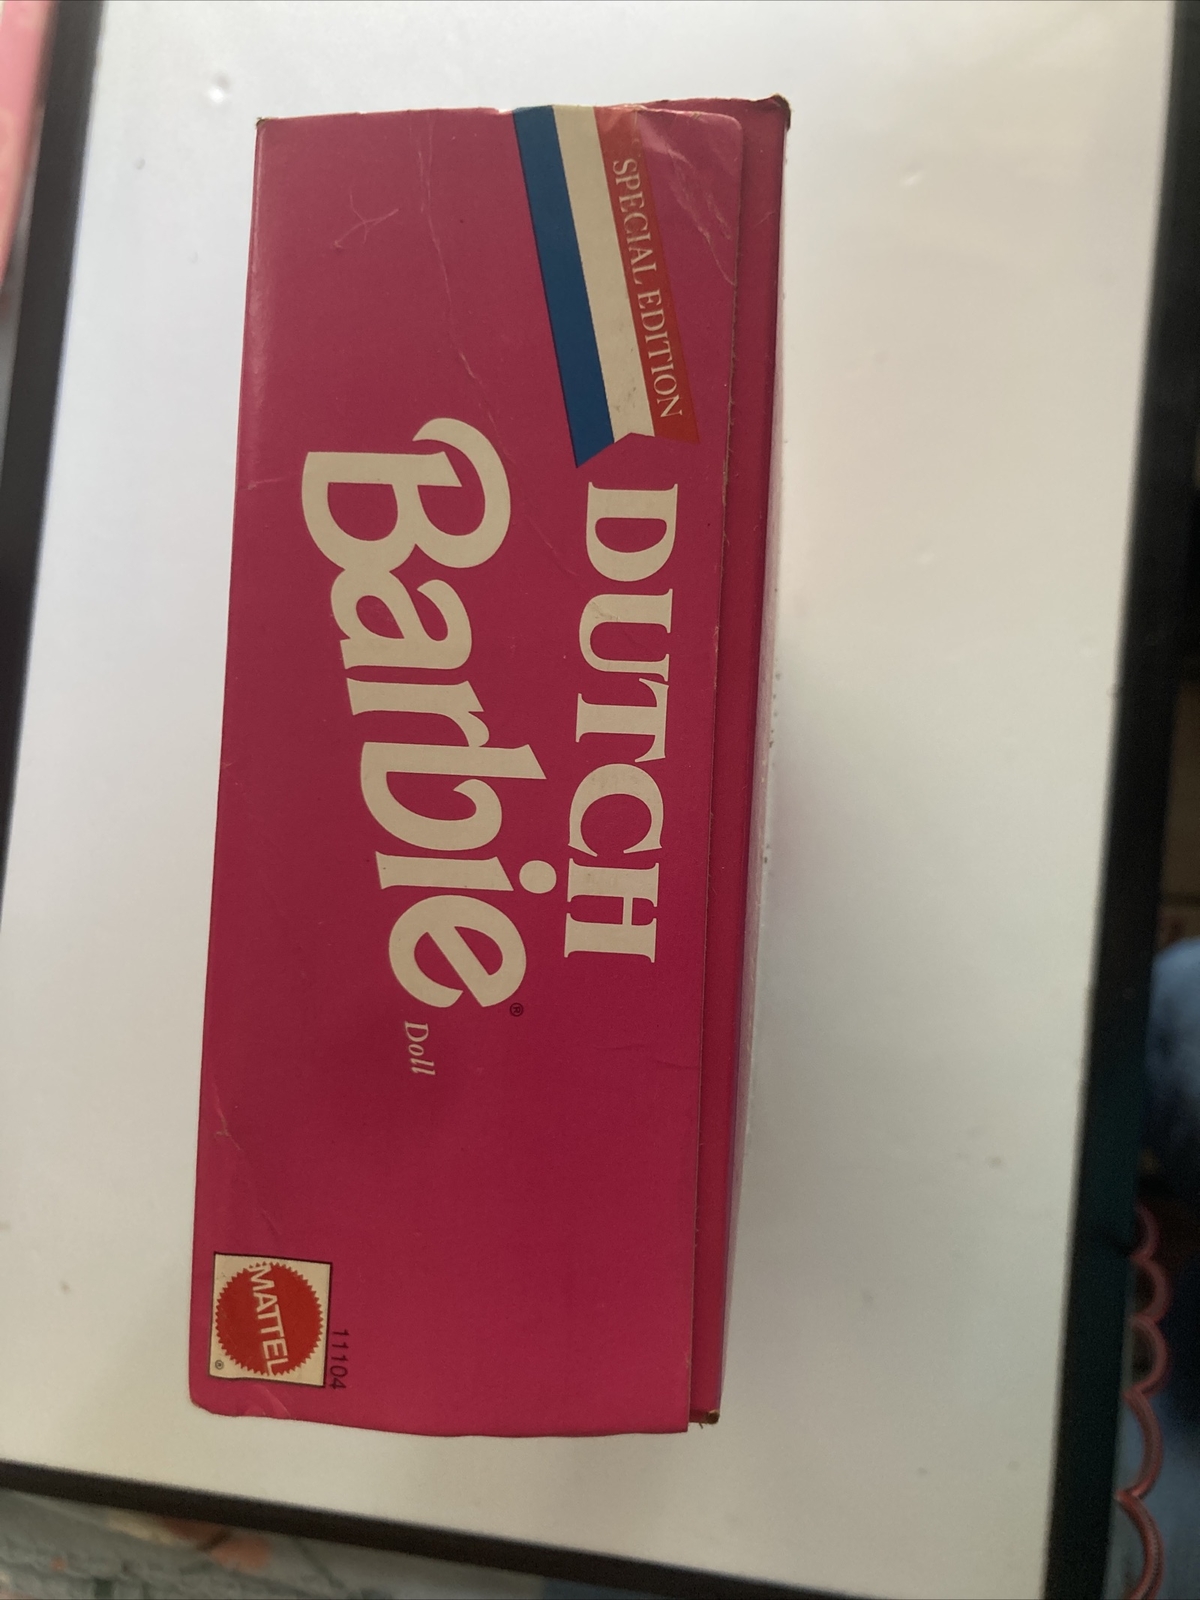 SPECIAL EDITION
DUTCH
Barbie®
Doll
11104
MATTEL
®